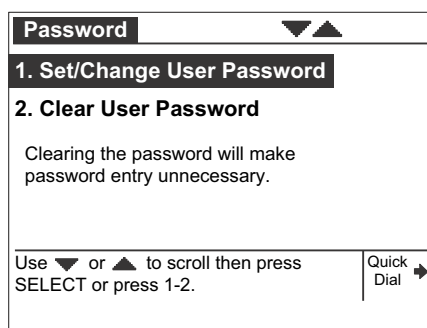 Password
1. Set/Change User Password
2. Clear User Password
Clearing the password will make
password entry unnecessary.
Use ▼ or ▲ to scroll then press
SELECT or press 1-2.
Quick
Dial